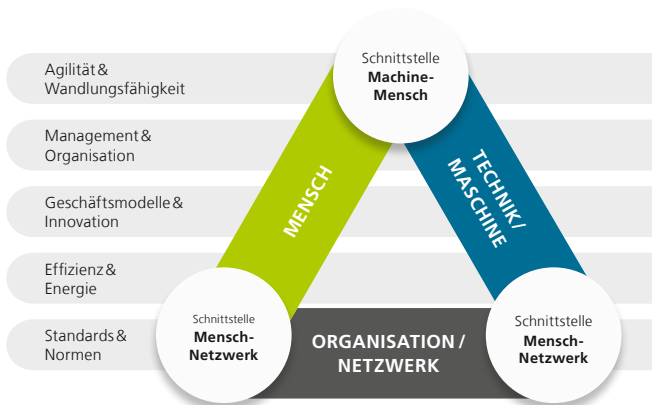 Agilität &
Wandlungsfähigkeit
Management &
Organisation
Geschäftsmodelle &
Innovation
Effizienz &
Energie
Standards &
Normen
Schnittstelle
Machine-
Mensch
MENSCH
TECHNIK/
MASCHINE
Schnittstelle
Mensch-
Netzwerk
ORGANISATION /
NETZWERK
Schnittstelle
Mensch-
Netzwerk